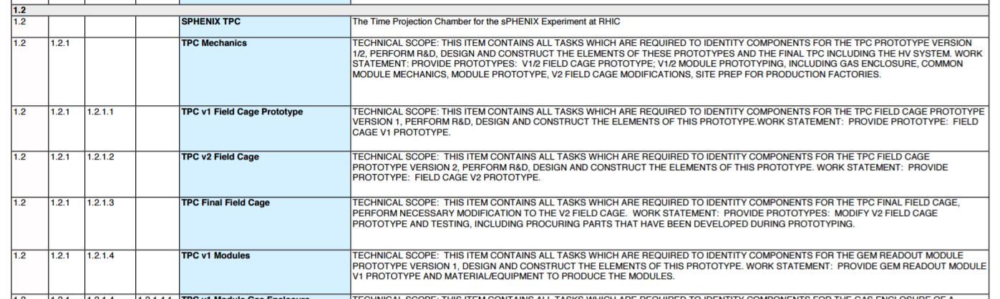 1.2
1.2 SPHENIX TPC The Time Projection Chamber for the sPHENIX Experiment at RHIC
1.2 1.2.1 TPC Mechanics TECHNICAL SCOPE: THIS ITEM CONTAINS ALL TASKS WHICH ARE REQUIRED TO IDENTITY COMPONENTS FOR THE TPC PROTOTYPE VERSION
1/2, PERFORM R&D, DESIGN AND CONSTRUCT THE ELEMENTS OF THESE PROTOTYPES AND THE FINAL TPC INCLUDING THE HV SYSTEM. WORK
STATEMENT: PROVIDE PROTOTYPES: V1/2 FIELD CAGE PROTOTYPE; V1/2 MODULE PROTOTYPING, INCLUDING GAS ENCLOSURE, COMMON
MODULE MECHANICS, MODULE PROTOTYPE, V2 FIELD CAGE MODIFICATIONS, SITE PREP FOR PRODUCTION FACTORIES.
1.2 1.2.1 1.2.1.1 TPC v1 Field Cage Prototype TECHNICAL SCOPE: THIS ITEM CONTAINS ALL TASKS WHICH ARE REQUIRED TO IDENTITY COMPONENTS FOR THE TPC FIELD CAGE PROTOTYPE
VERSION 1, PERFORM R&D, DESIGN AND CONSTRUCT THE ELEMENTS OF THIS PROTOTYPE.WORK STATEMENT: PROVIDE PROTOTYPE: FIELD
CAGE V1 PROTOTYPE.
1.2 1.2.1 1.2.1.2 TPC v2 Field Cage TECHNICAL SCOPE: THIS ITEM CONTAINS ALL TASKS WHICH ARE REQUIRED TO IDENTITY COMPONENTS FOR THE TPC FIELD CAGE
PROTOTYPE VERSION 2, PERFORM R&D, DESIGN AND CONSTRUCT THE ELEMENTS OF THIS PROTOTYPE. WORK STATEMENT: PROVIDE
PROTOTYPE: FIELD CAGE V2 PROTOTYPE.
1.2 1.2.1 1.2.1.3 TPC Final Field Cage TECHNICAL SCOPE: THIS ITEM CONTAINS ALL TASKS WHICH ARE REQUIRED TO IDENTITY COMPONENTS FOR THE TPC FINAL FIELD CAGE,
PERFORM NECESSARY MODIFICATION TO THE V2 FIELD CAGE. WORK STATEMENT: PROVIDE PROTOTYPES: MODIFY V2 FIELD CAGE
PROTOTYPE AND TESTING, INCLUDING PROCURING PARTS THAT HAVE BEEN DEVELOPED DURING PROTOTYPING.
1.2 1.2.1 1.2.1.4 TPC v1 Modules TECHNICAL SCOPE: THIS ITEM CONTAINS ALL TASKS WHICH ARE REQUIRED TO IDENTITY COMPONENTS FOR THE GEM READOUT MODULE
PROTOTYPE VERSION 1, DESIGN AND CONSTRUCT THE ELEMENTS OF THIS PROTOTYPE. WORK STATEMENT: PROVIDE GEM READOUT MODULE
V1 PROTOTYPE AND MATERIAL/EQUIPMENT TO PRODUCE THE MODULES.
1.2 1.2.1 1.2.1.4 1.2.1.4.1 TPC v1 Module Gas Enclosure TECHNICAL SCOPE: THIS ITEM CONTAINS ALL TASKS WHICH ARE REQUIRED TO IDENTITY COMPONENTS FOR THE GAS ENCLOSURE OF A